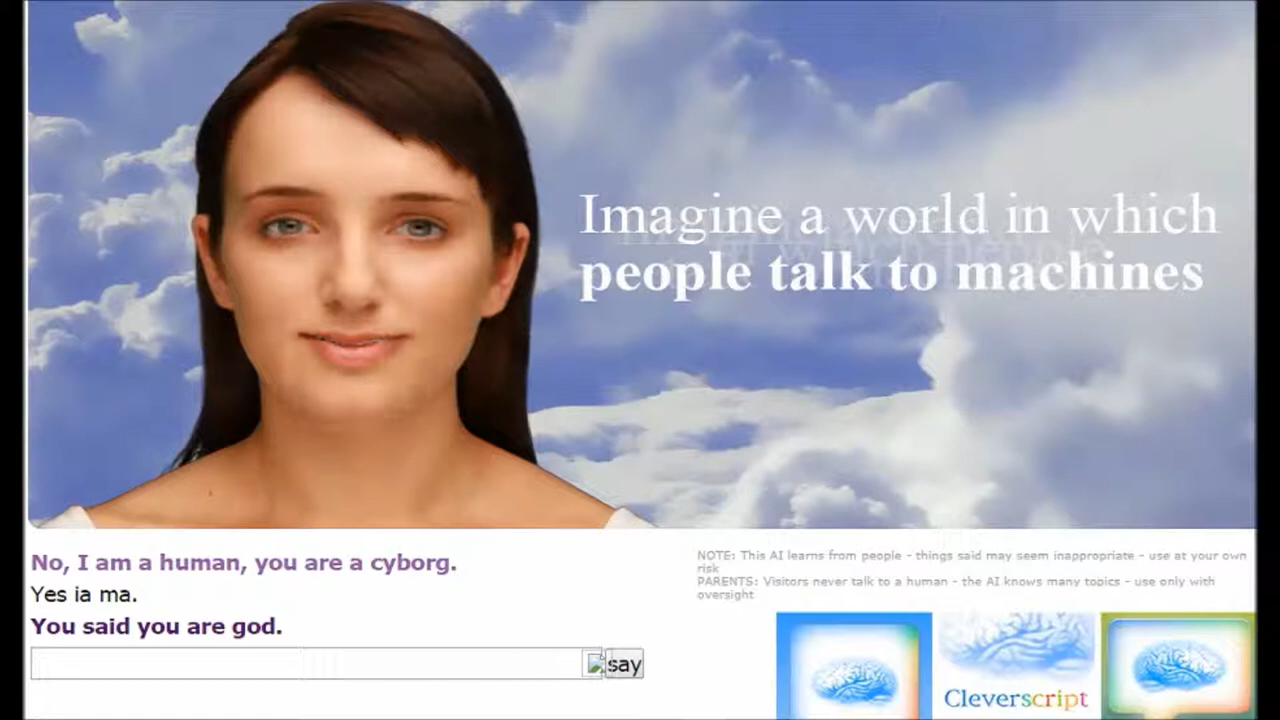 Imagine a world in which
people talk to machines
No, I am a human, you are a cyborg.
Yes ia ma.
You said you are god.
say
NOTE: This AI learns from people - things said may seem inappropriate - use at your own
risk
PARENTS: Visitors never talk to a human - the AI knows many topics - use only with
oversight
Cleverscript